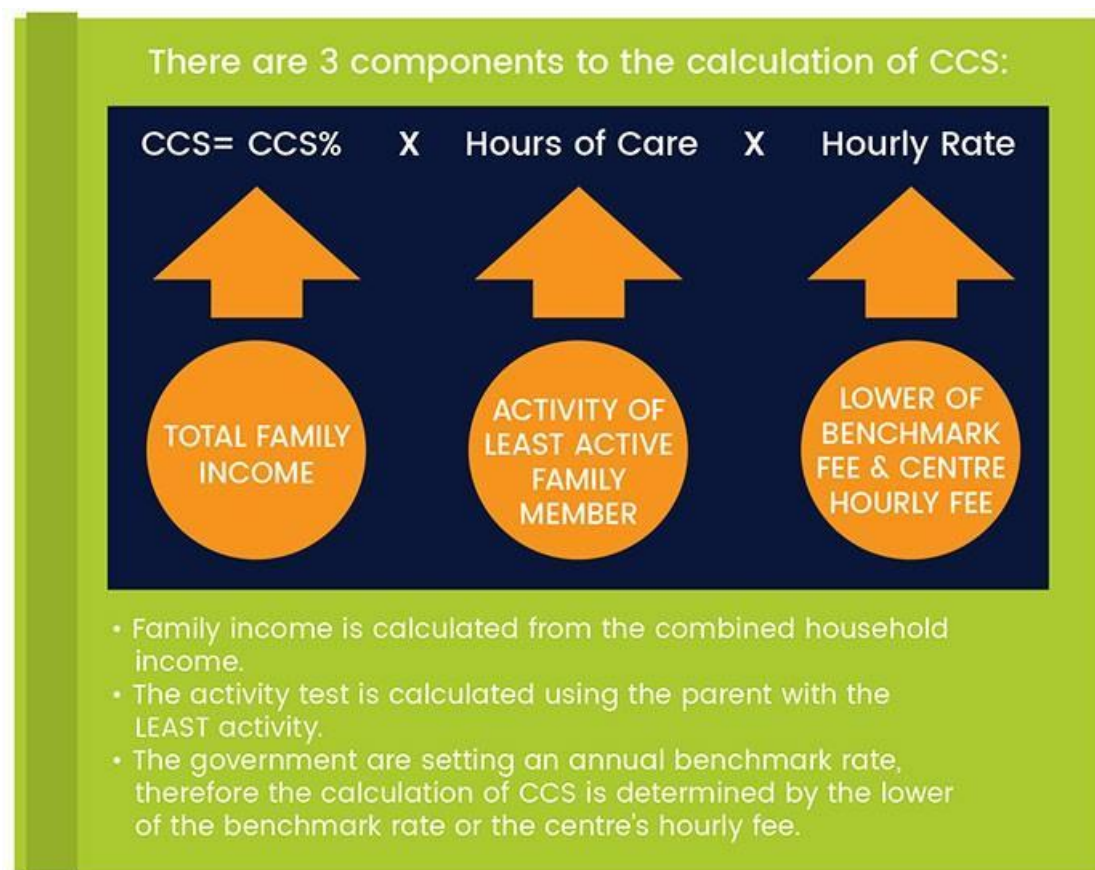 There are 3 components to the calculation of CCS:
CCS= CCS% X Hours of Care X Hourly Rate
TOTAL FAMILY
INCOME
ACTIVITY OF
LEAST ACTIVE
FAMILY
MEMBER
LOWER OF
BENCHMARK
FEE & CENTRE
HOURLY FEE
• Family income is calculated from the combined household
income.
• The activity test is calculated using the parent with the
LEAST activity.
• The government are setting an annual benchmark rate,
therefore the calculation of CCS is determined by the lower
of the benchmark rate or the centre's hourly fee.